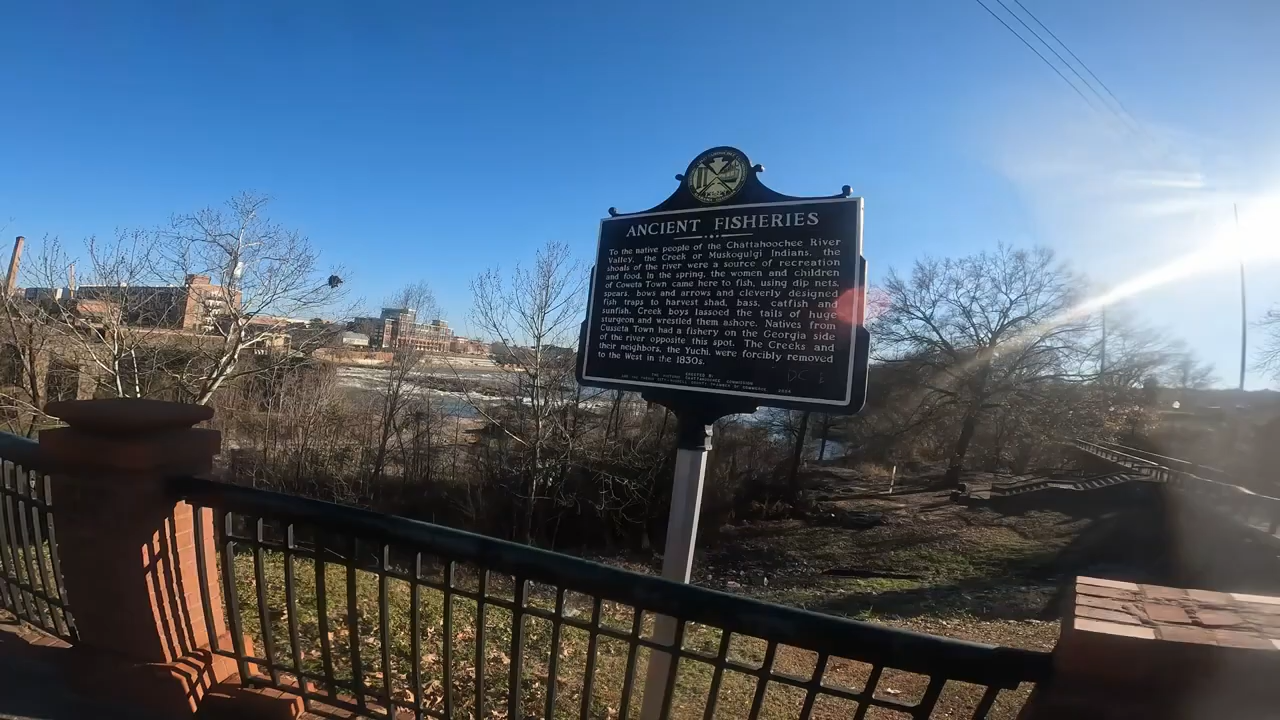 ANCIENT FISHERIES
To the native people of the Chattahoochee River
Valley, the Creek or Muskogulgi Indians, the
shoals of the river were a source of recreation
and food. In the spring, the women and children
of Coweta Town came here to fish, using dip nets,
spears, bows and arrows and cleverly designed
fish traps to harvest shad, bass, catfish and
sunfish. Creek boys lassoed the tails of huge
sturgeon and wrestled them ashore. Natives from
Cusseta Town had a fishery on the Georgia side
of the river opposite this spot. The Creeks and
their neighbors, the Yuchi, were forcibly removed
to the West in the 1830s.